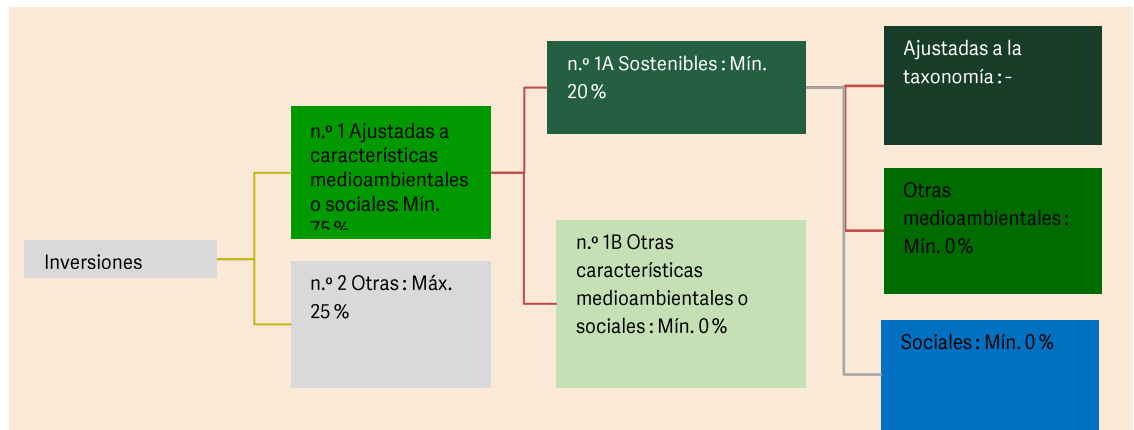 Inversiones
n.º 1 Ajustadas a
características
medioambientales
o sociales: Mín.
75 %
n.º 2 Otras : Máx.
25 %
n.º 1A Sostenibles : Mín.
20 %
n.º 1B Otras
características
medioambientales o
sociales : Mín. 0 %
Ajustadas a la
taxonomía : -
Otras
medioambientales :
Mín. 0 %
Sociales : Mín. 0 %